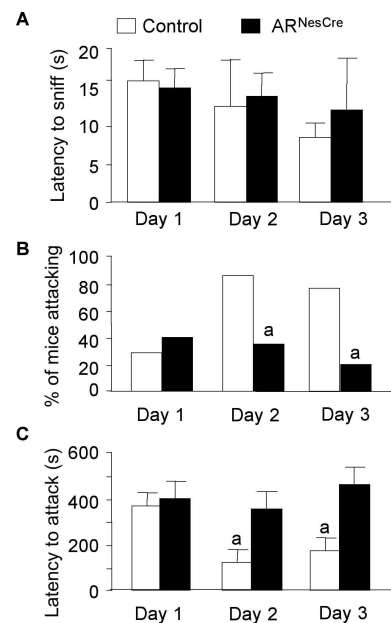 A
Control
AR^NesCre
Latency to sniff (s)
20
15
10
5
0
Day 1
Day 2
Day 3
B
% of mice attacking
100
80
60
40
20
0
a
a
Day 1
Day 2
Day 3
C
Latency to attack (s)
600
400
200
0
a
a
Day 1
Day 2
Day 3